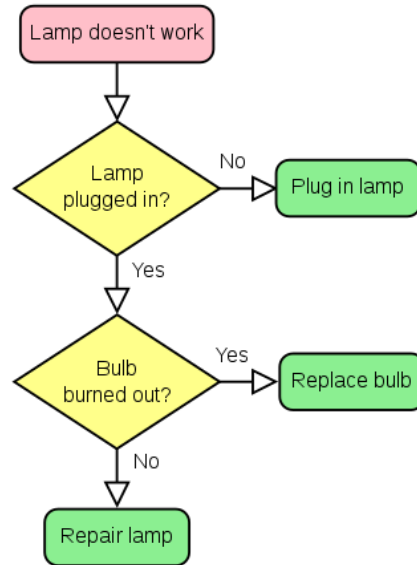 Lamp doesn't work
Lamp
plugged in?
No
Plug in lamp
Yes
Bulb
burned out?
Yes
Replace bulb
No
Repair lamp